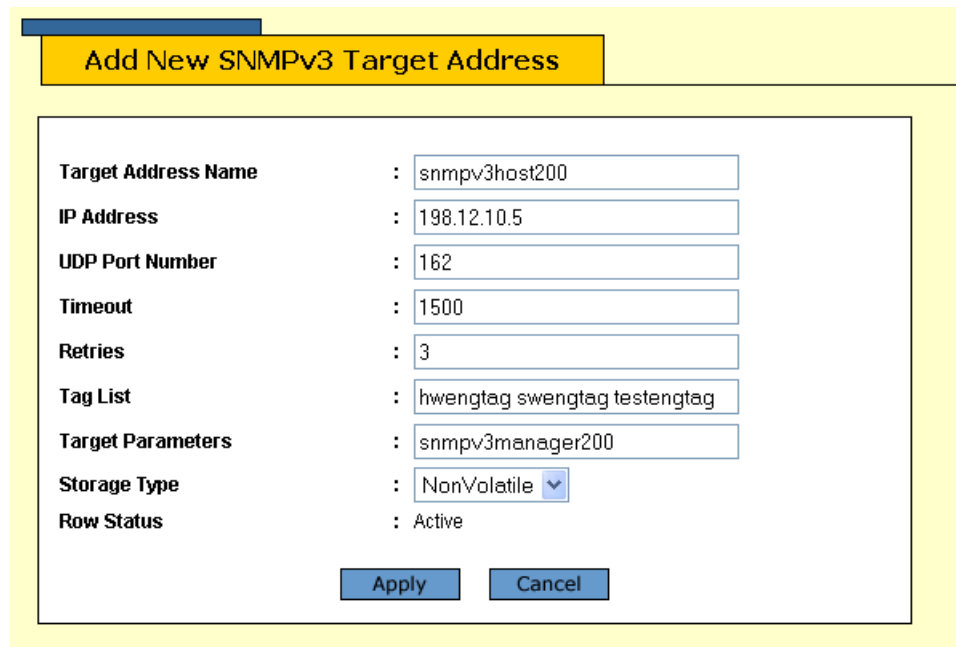 Add New SNMPv3 Target Address
Target Address Name : snmpv3host200
IP Address : 198.12.10.5
UDP Port Number : 162
Timeout : 1500
Retries : 3
Tag List : hwengtag swengtag testengtag
Target Parameters : snmpv3manager200
Storage Type : NonVolatile
Row Status : Active
Apply Cancel